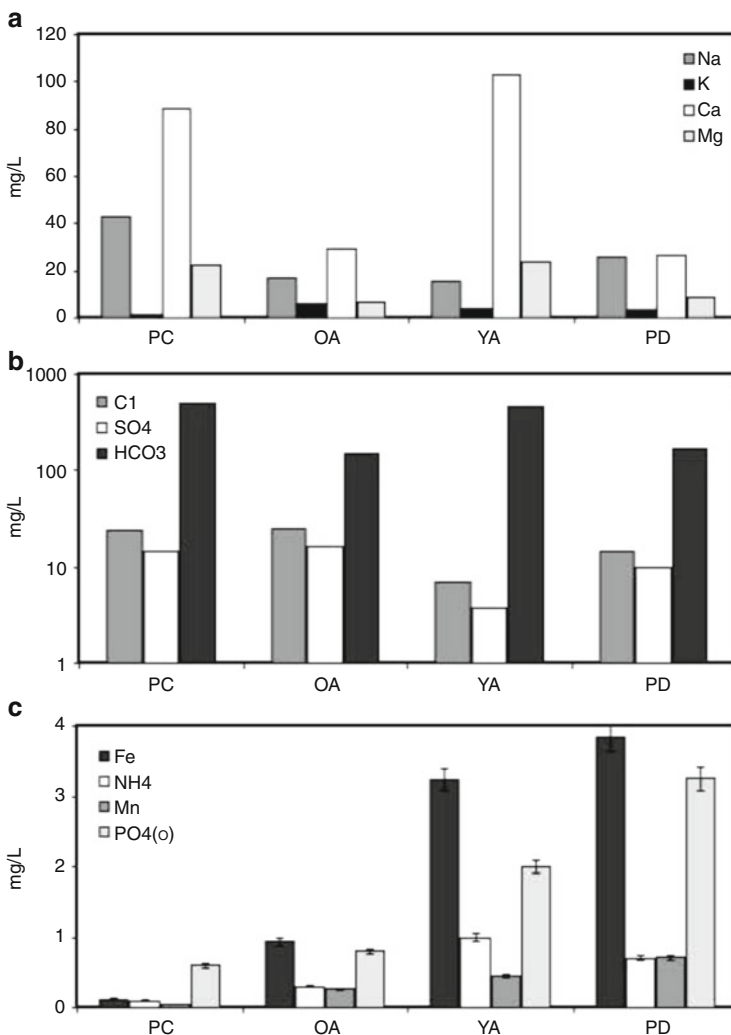 a
120
100
80
60
40
20
0
mg/L
Na
K
Ca
Mg
PC OA YA PD
b
1000
100
10
1
mg/L
C1
SO4
HCO3
PC OA YA PD
c
4
3
2
1
0
mg/L
Fe
NH4
Mn
PO4(o)
PC OA YA PD